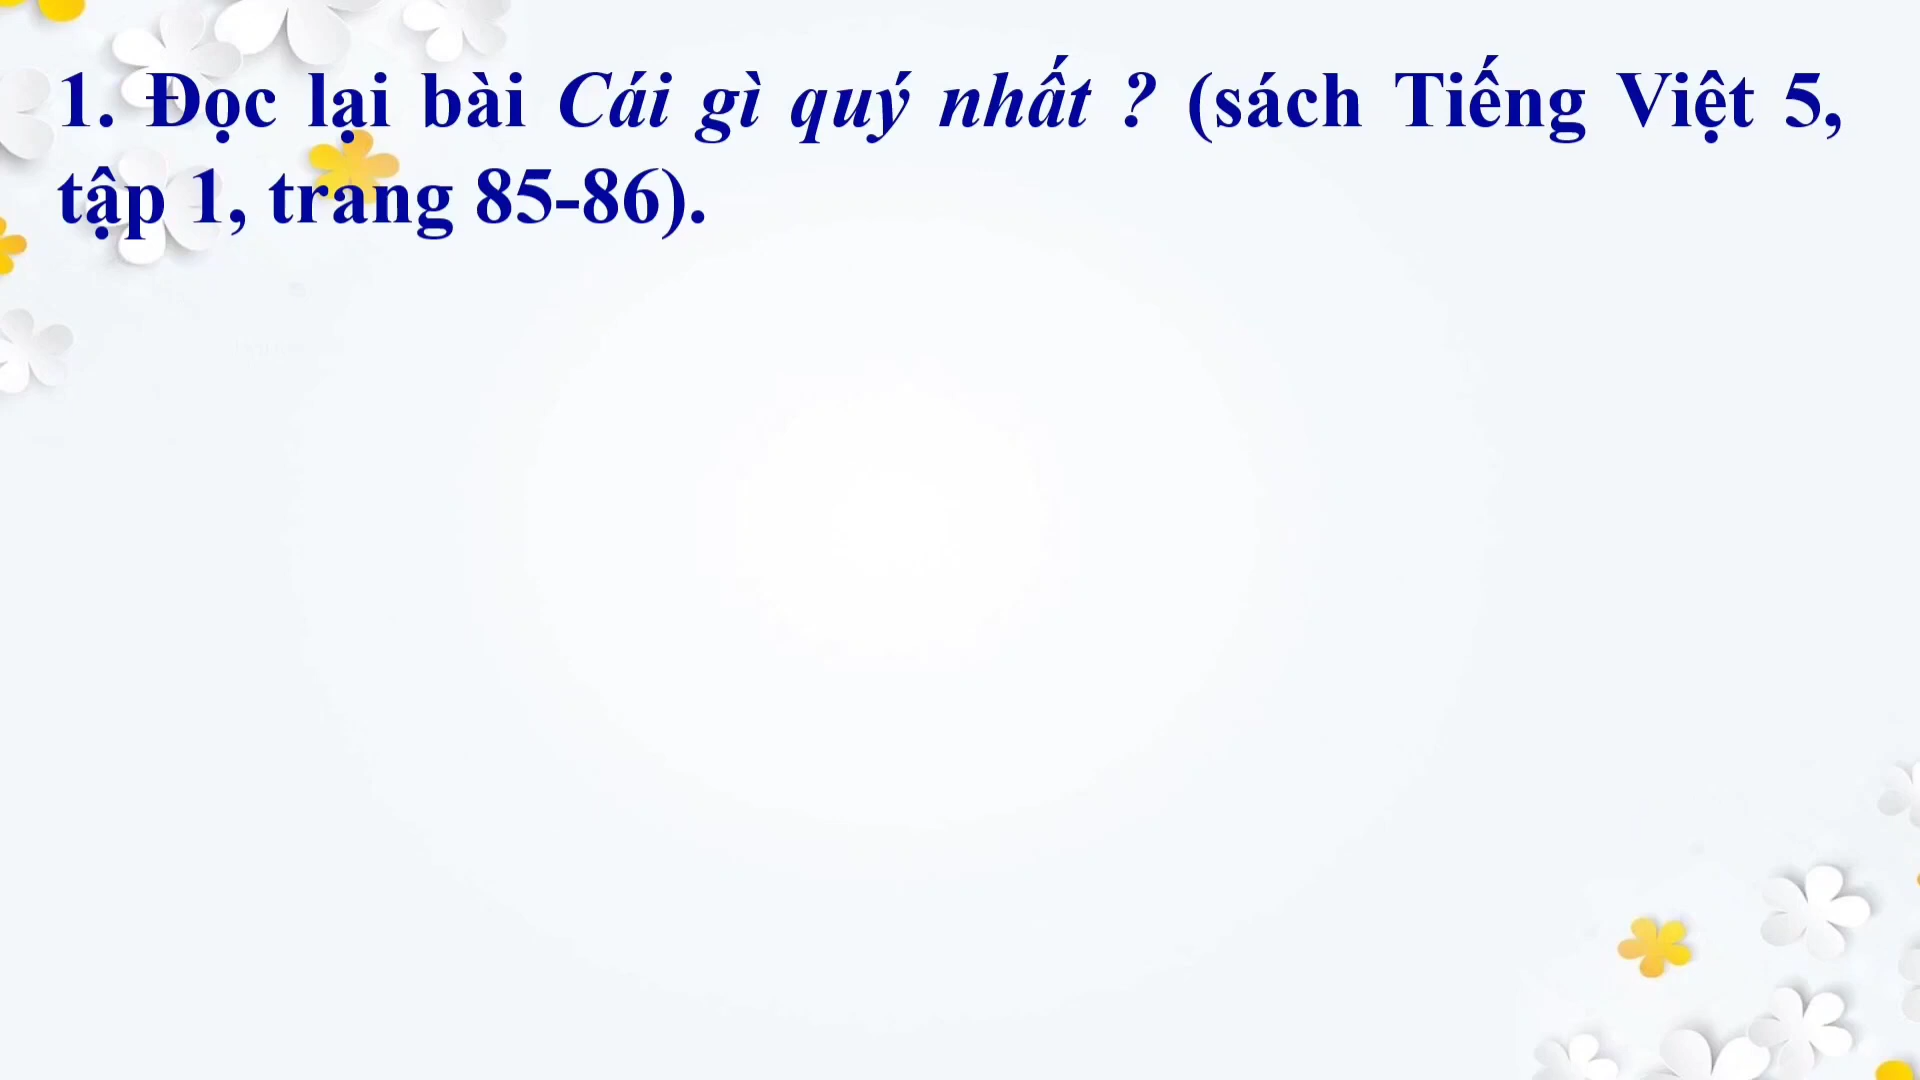 1. Đọc lại bài Cái gì quý nhất ? (sách Tiếng Việt 5,
tập 1, trang 85-86).